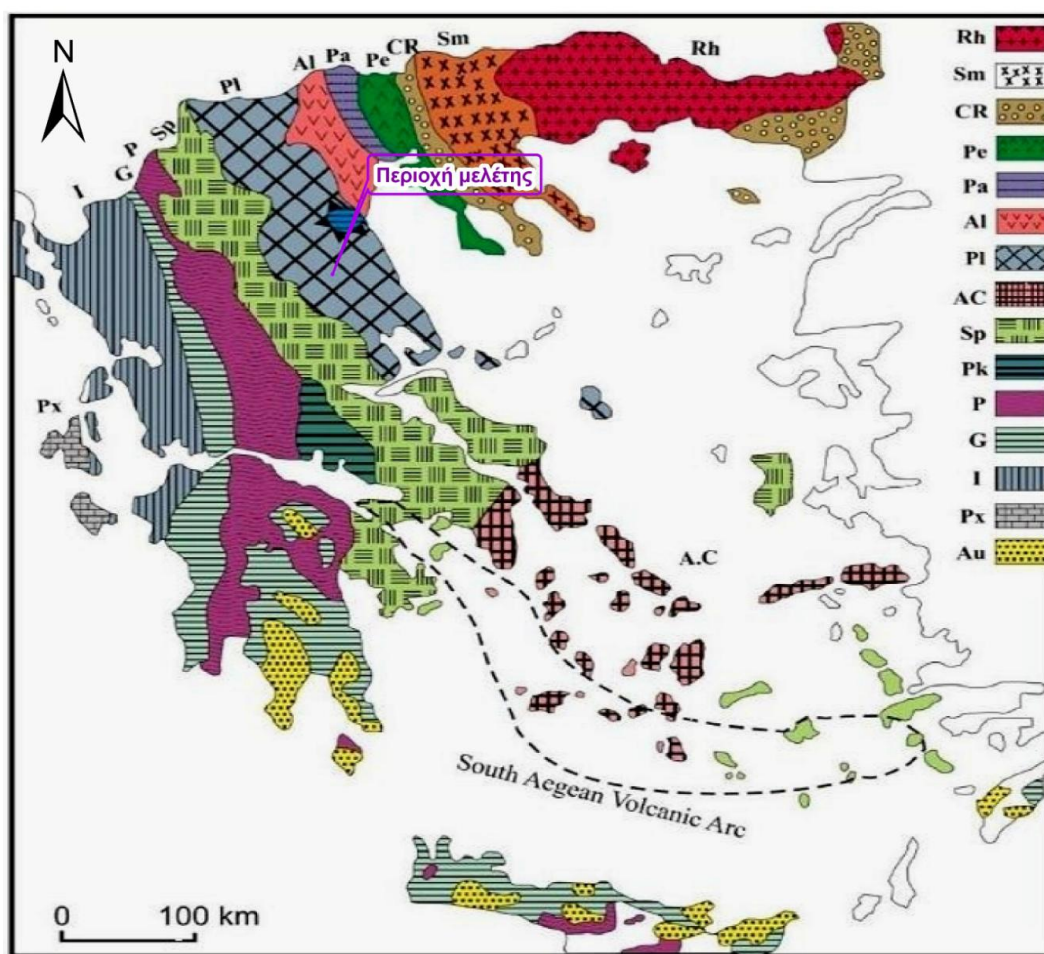 N
I
G
P
Sp
Pl
Al
Pa
Pe
CR
Sm
Rh
Περιοχή μελέτης
Px
A.C
South Aegean Volcanic Arc
0 100 km
Rh
Sm
CR
Pe
Pa
Al
Pl
AC
Sp
Pk
P
G
I
Px
Au